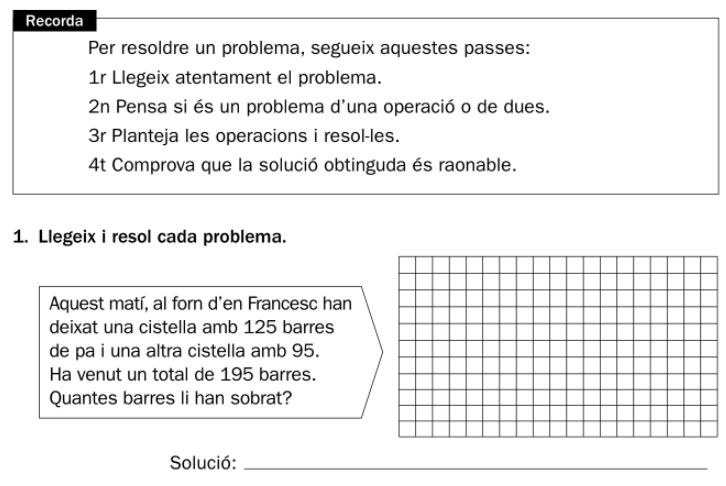 Recorda
Per resoldre un problema, segueix aquestes passes:
1r Llegeix atentament el problema.
2n Pensa si és un problema d'una operació o de dues.
3r Planteja les operacions i resol-les.
4t Comprova que la solució obtinguda és raonable.
1. Llegeix i resol cada problema.
Aquest matí, al forn d'en Francesc han
deixat una cistella amb 125 barres
de pa i una altra cistella amb 95.
Ha venut un total de 195 barres.
Quantes barres li han sobrat?
Solució: